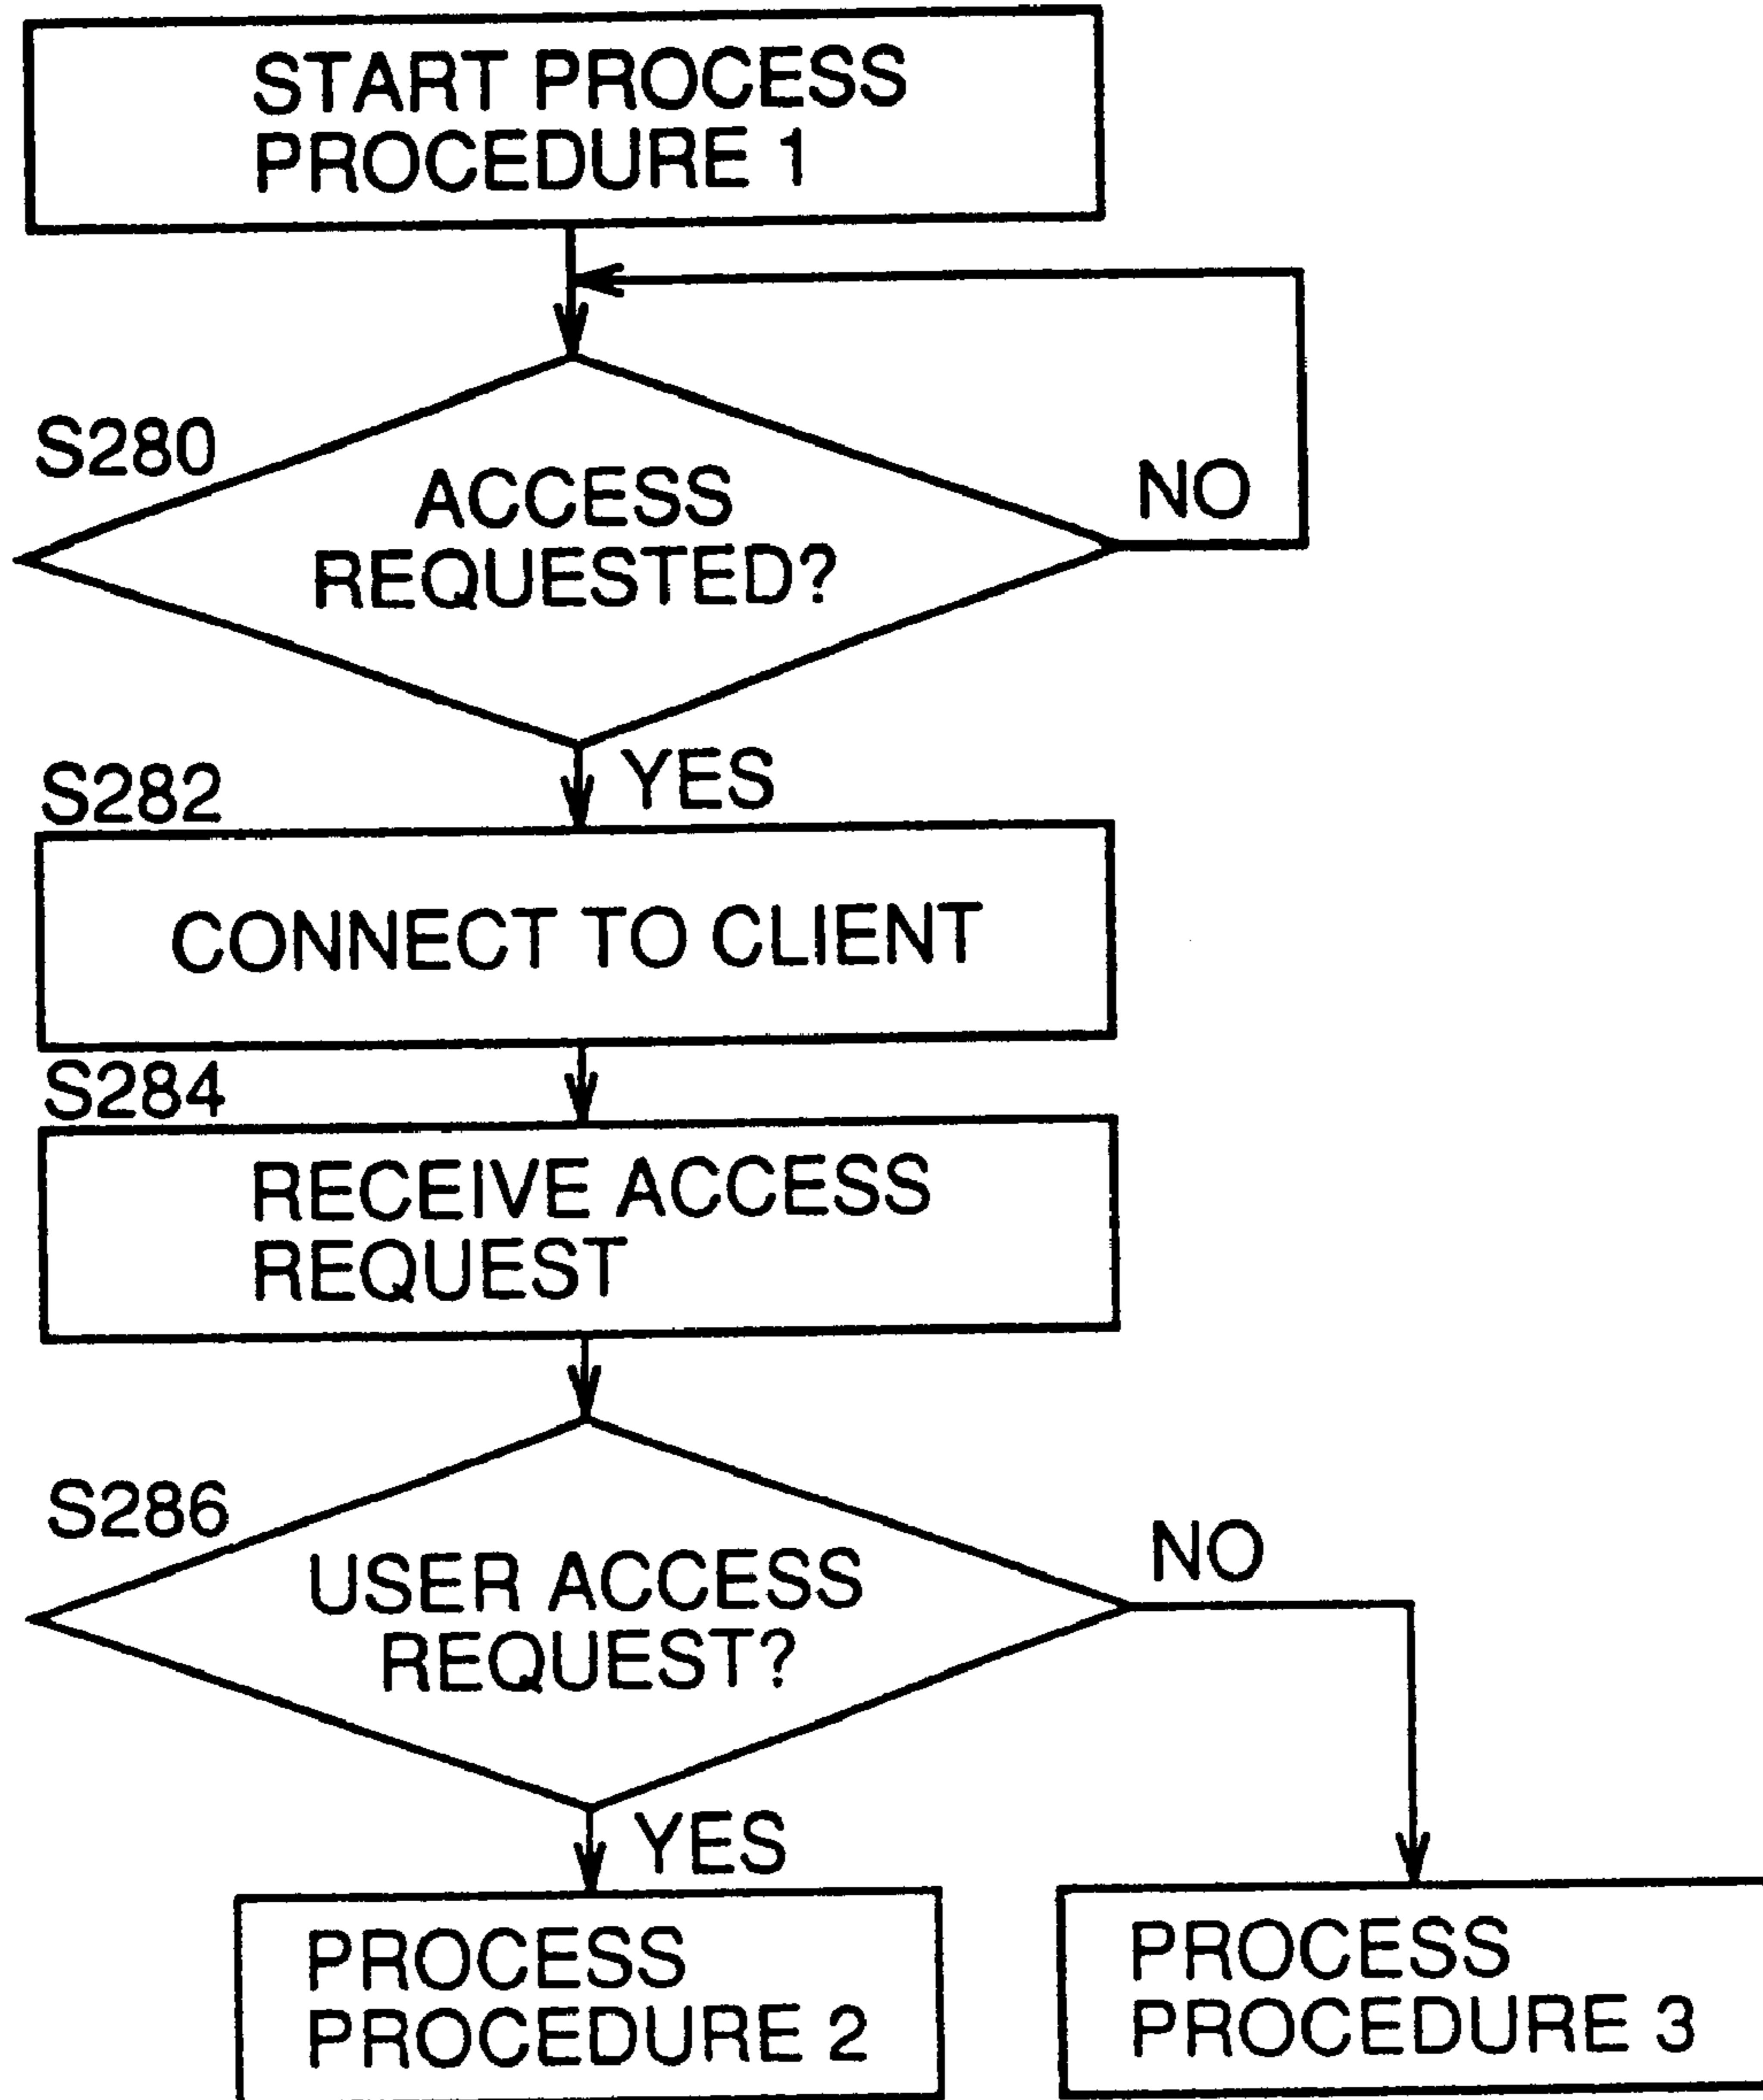 START PROCESS
PROCEDURE 1
S280
ACCESS
REQUESTED?
NO
YES
S282
CONNECT TO CLIENT
S284
RECEIVE ACCESS
REQUEST
S286
USER ACCESS
REQUEST?
NO
YES
PROCESS
PROCEDURE 2
PROCESS
PROCEDURE 3